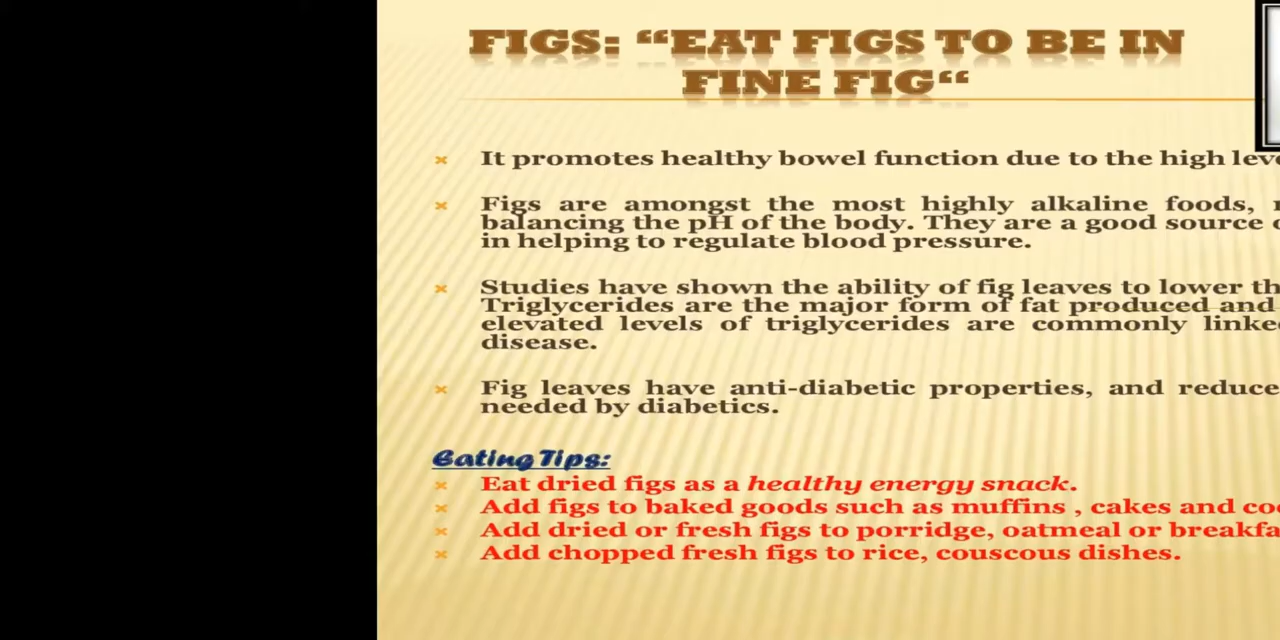 FIGS: “EAT FIGS TO BE IN
FINE FIG“
It promotes healthy bowel function due to the high
Figs are amongst the most highly alkaline foods,
balancing the pH of the body. They are a good source
in helping to regulate blood pressure.
Studies have shown the ability of fig leaves to lower
Triglycerides are the major form of fat produced and
elevated levels of triglycerides are commonly
disease.
Fig leaves have anti-diabetic properties, and reduce
needed by diabetics.
Eating Tips:
Eat dried figs as a healthy energy snack.
Add figs to baked goods such as muffins , cakes and
Add dried or fresh figs to porridge, oatmeal or
Add chopped fresh figs to rice, couscous dishes.